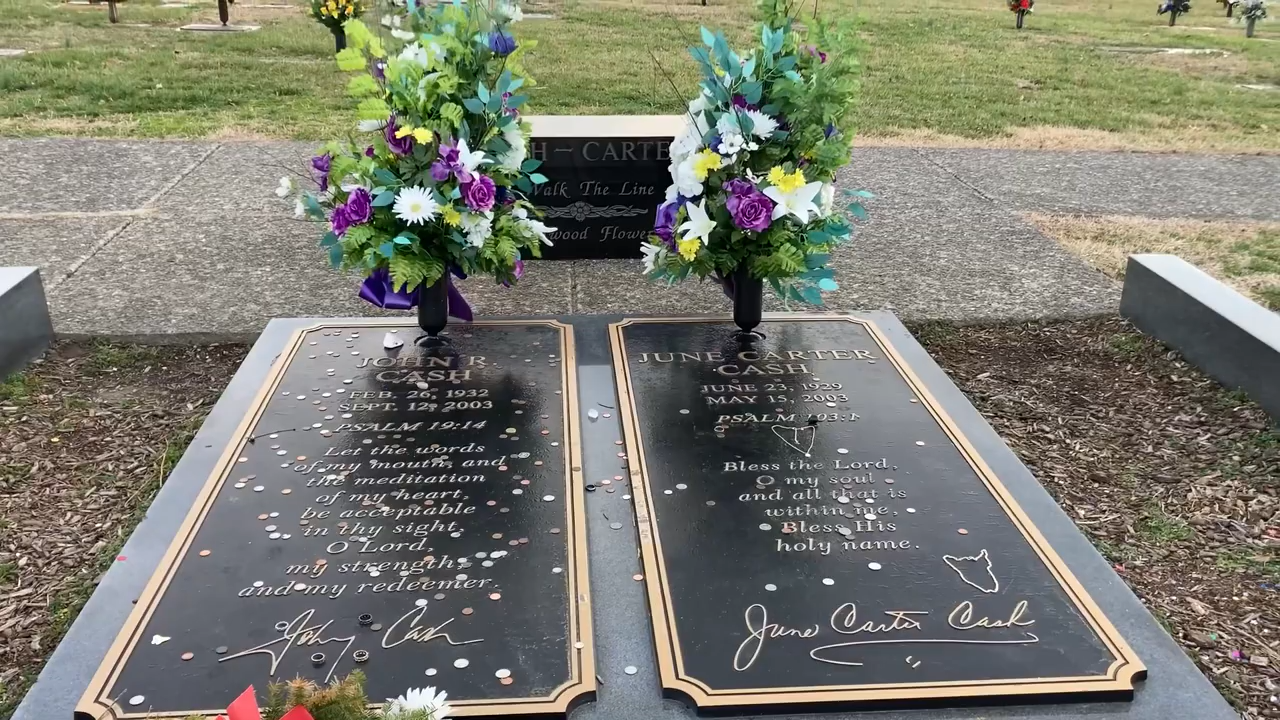 H – CARTE
Walk The Line
wood Flower
JOHN R.
CASH
FEB. 26, 1932
SEPT. 12, 2003
PSALM 19:14
Let the words
of my mouth, and
the meditation
of my heart,
be acceptable
in thy sight,
O Lord,
my strength,
and my redeemer.
Johnny Cash
JUNE CARTER
CASH
JUNE 23, 1929
MAY 15, 2003
PSALM 103:1
Bless the Lord,
O my soul
and all that is
within me,
Bless His
holy name.
June Carter Cash